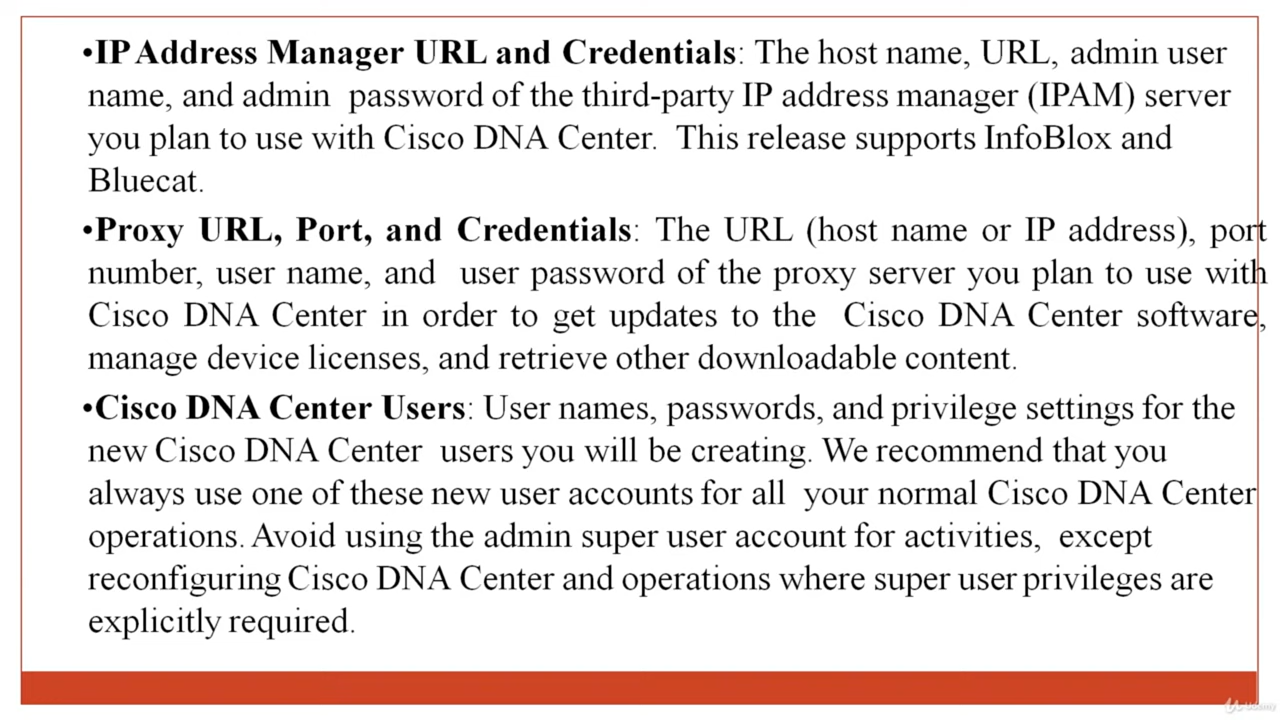 •IP Address Manager URL and Credentials: The host name, URL, admin user
name, and admin password of the third-party IP address manager (IPAM) server
you plan to use with Cisco DNA Center. This release supports InfoBlox and
Bluecat.
•Proxy URL, Port, and Credentials: The URL (host name or IP address), port
number, user name, and user password of the proxy server you plan to use with
Cisco DNA Center in order to get updates to the Cisco DNA Center software,
manage device licenses, and retrieve other downloadable content.
•Cisco DNA Center Users: User names, passwords, and privilege settings for the
new Cisco DNA Center users you will be creating. We recommend that you
always use one of these new user accounts for all your normal Cisco DNA Center
operations. Avoid using the admin super user account for activities, except
reconfiguring Cisco DNA Center and operations where super user privileges are
explicitly required.
Udemy